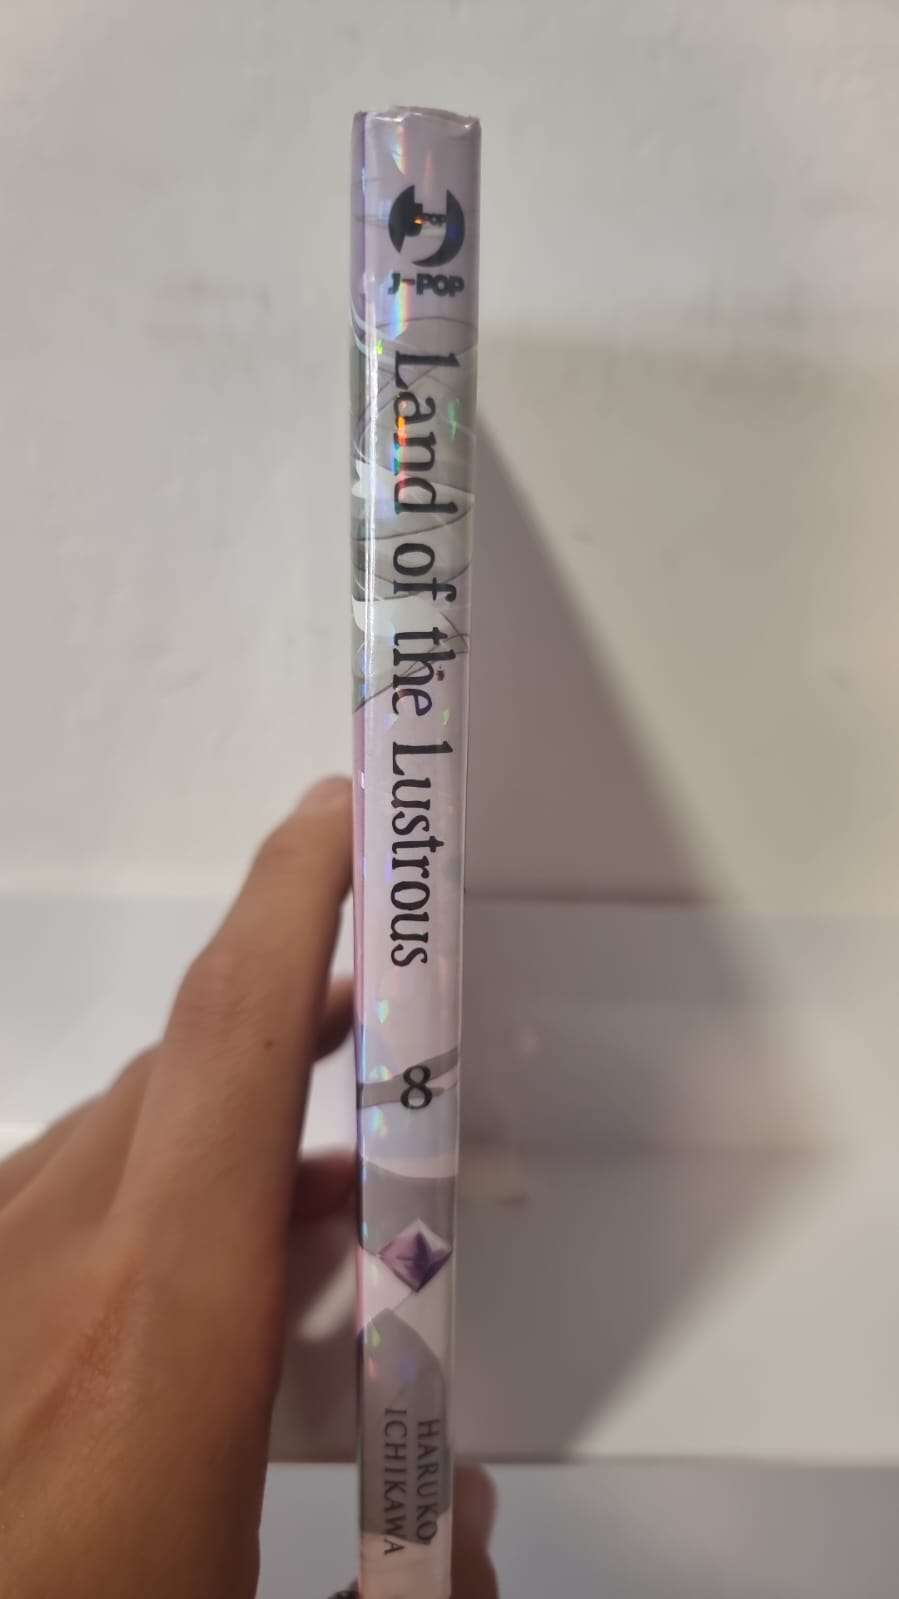 J-POP
Land of the Lustrous
8
HARUKO
ICHIKAWA